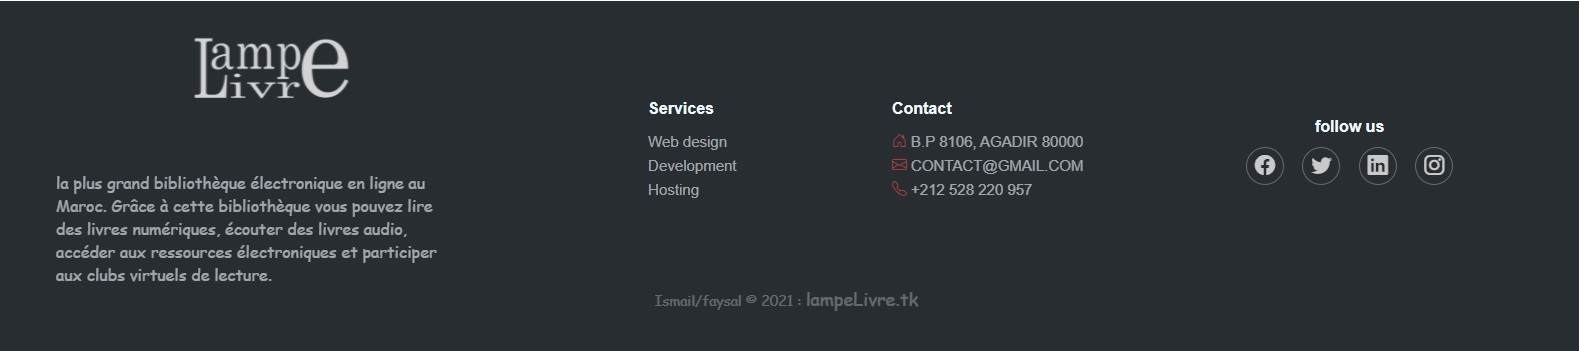 Lampe
Livre
la plus grand bibliothèque électronique en ligne au
Maroc. Grâce à cette bibliothèque vous pouvez lire
des livres numériques, écouter des livres audio,
accéder aux ressources électroniques et participer
aux clubs virtuels de lecture.
Services
Web design
Development
Hosting
Contact
B.P 8106, AGADIR 80000
CONTACT@GMAIL.COM
+212 528 220 957
follow us
Ismail/faysal © 2021 : lampeLivre.tk